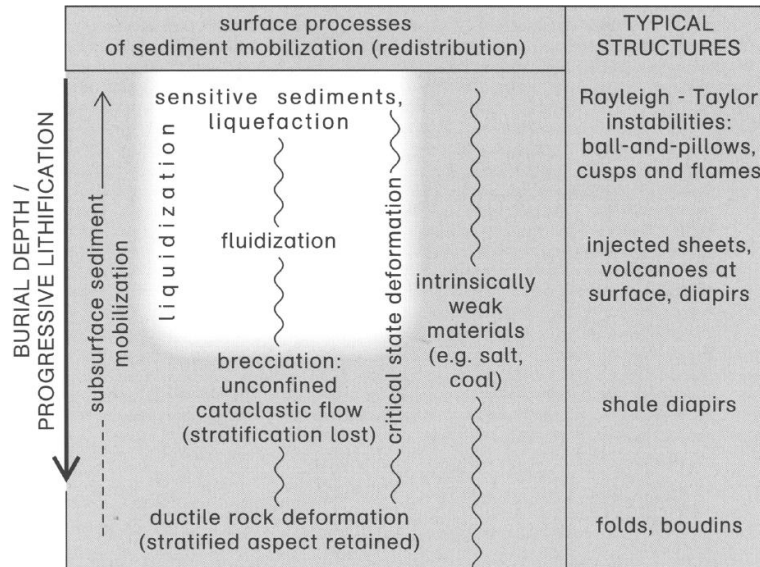 surface processes
of sediment mobilization (redistribution)
TYPICAL
STRUCTURES
BURIAL DEPTH /
PROGRESSIVE LITHIFICATION
subsurface sediment
mobilization
liquidization
sensitive sediments,
liquefaction
fluidization
brecciation:
unconfined
cataclastic flow
(stratification lost)
ductile rock deformation
(stratified aspect retained)
critical state deformation
intrinsically
weak
materials
(e.g. salt,
coal)
Rayleigh - Taylor
instabilities:
ball-and-pillows,
cusps and flames
injected sheets,
volcanoes at
surface, diapirs
shale diapirs
folds, boudins